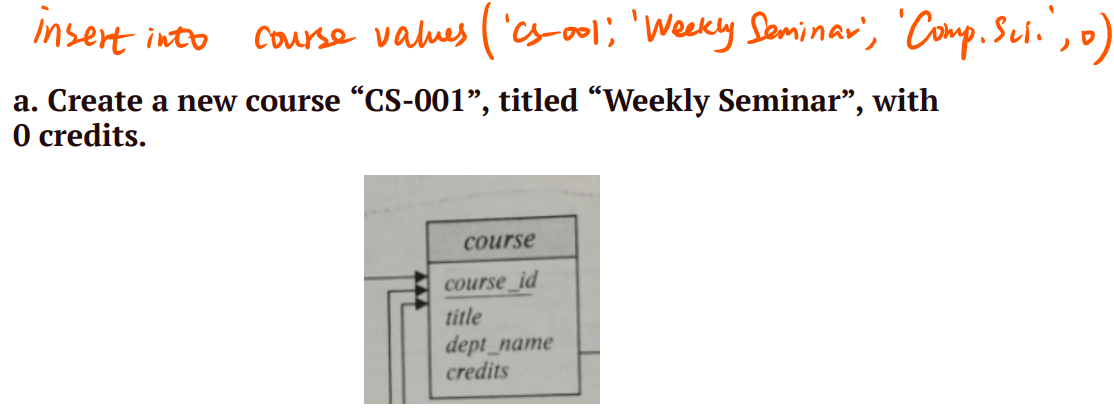 insert into course values ('cs-001', 'Weekly Seminar', 'Comp. Sci.', 0)
a. Create a new course “CS-001”, titled “Weekly Seminar”, with
0 credits.
course
course_id
title
dept_name
credits